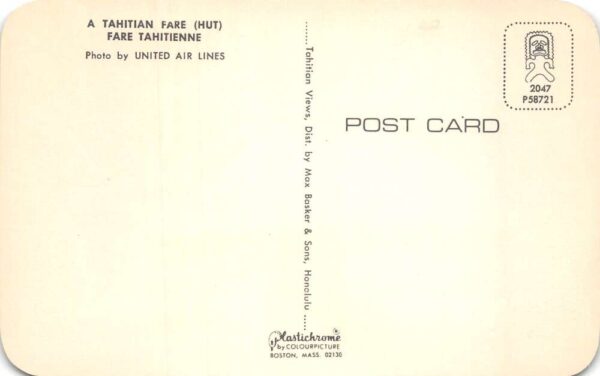 A TAHITIAN FARE (HUT)
FARE TAHITIENNE
Photo by UNITED AIR LINES
........Tahitian Views, Dist. by Max Basker & Sons, Honolulu .....
POST CARD
2047
P58721
Plastichrome®
by COLOURPICTURE
BOSTON, MASS. 02130